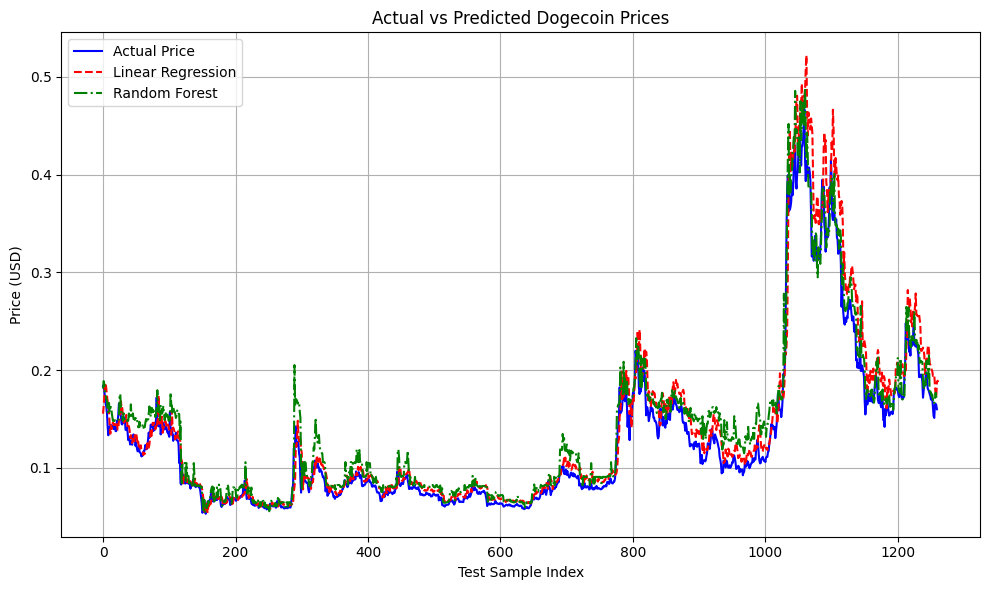 Actual vs Predicted Dogecoin Prices
Actual Price
Linear Regression
Random Forest
Price (USD)
0.5
0.4
0.3
0.2
0.1
0 200 400 600 800 1000 1200
Test Sample Index